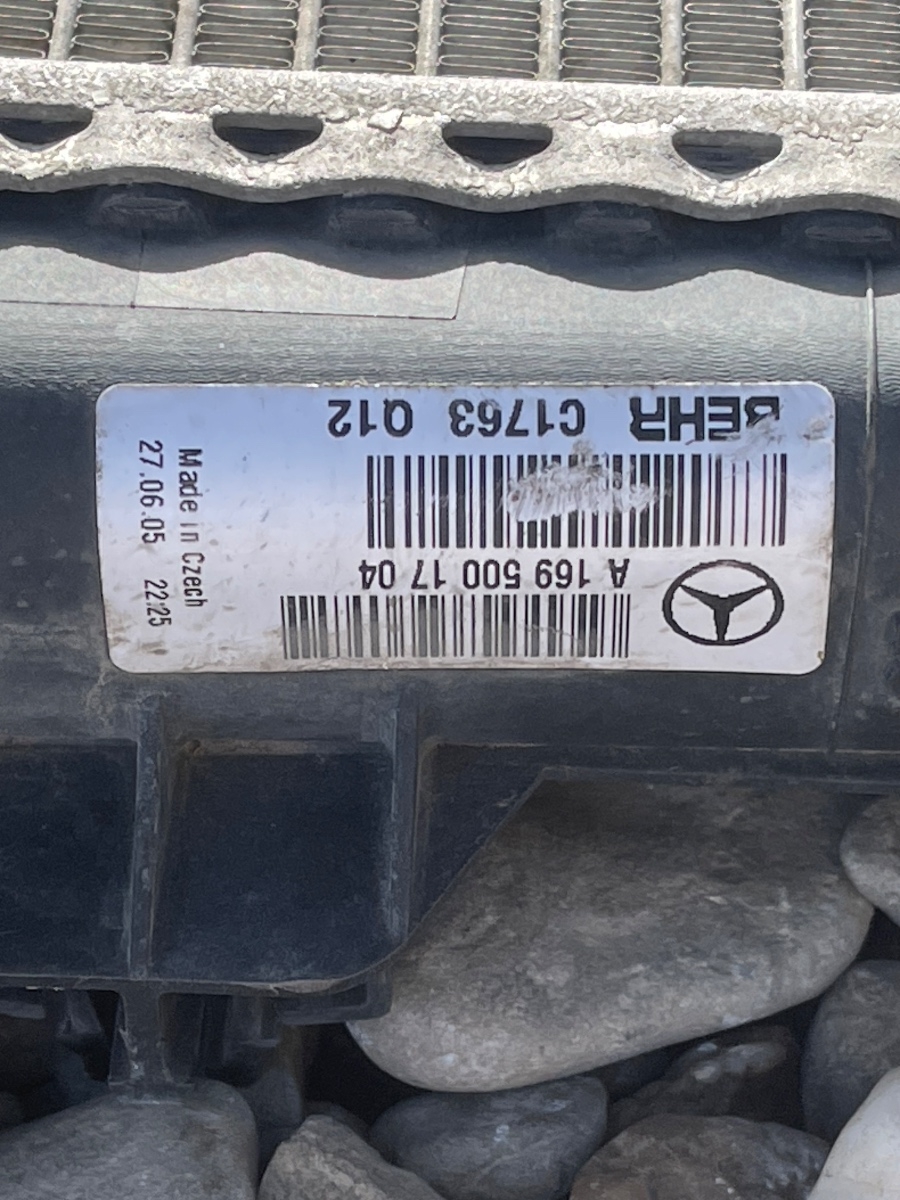 A 169 500 17 04
BEHR C1763 Q12
Made in Czech
27.06.05 22:25